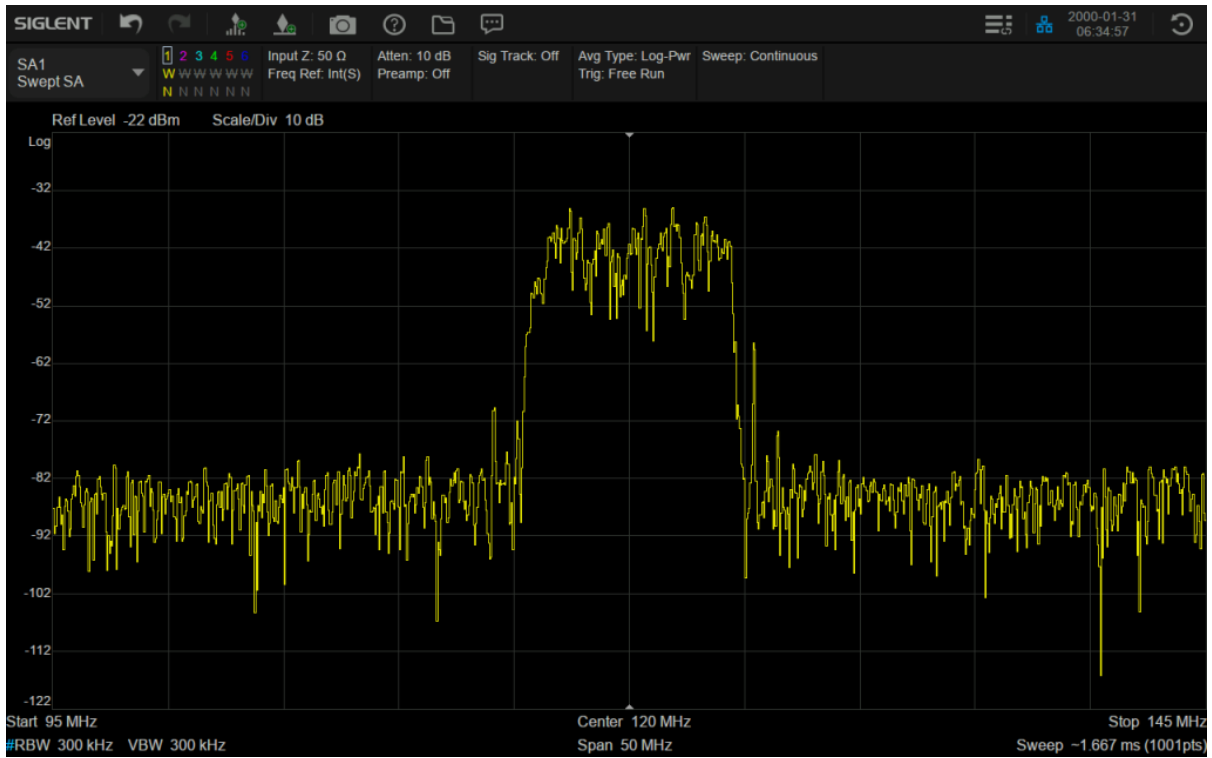 SIGLENT
2000-01-31
06:34:57
SA1
Swept SA
1 2 3 4 5 6
W W W W W W
N N N N N N
Input Z: 50 Ω
Freq Ref: Int(S)
Atten: 10 dB
Preamp: Off
Sig Track: Off
Avg Type: Log-Pwr
Trig: Free Run
Sweep: Continuous
Ref Level -22 dBm Scale/Div 10 dB
Log
-32
-42
-52
-62
-72
-82
-92
-102
-112
-122
Start 95 MHz Center 120 MHz Stop 145 MHz
#RBW 300 kHz VBW 300 kHz Span 50 MHz Sweep ~1.667 ms (1001pts)